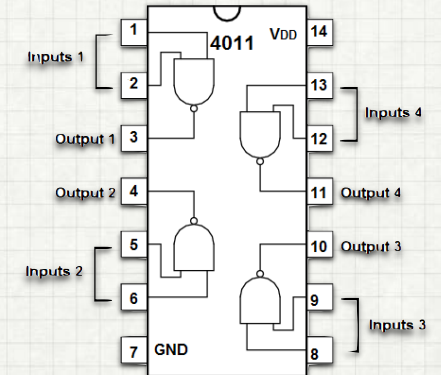 4011
1
Inputs 1
2
3
Output 1
Output 2
4
5
Inputs 2
6
7
GND
VDD
14
13
Inputs 4
12
11
Output 4
10
Output 3
9
Inputs 3
8